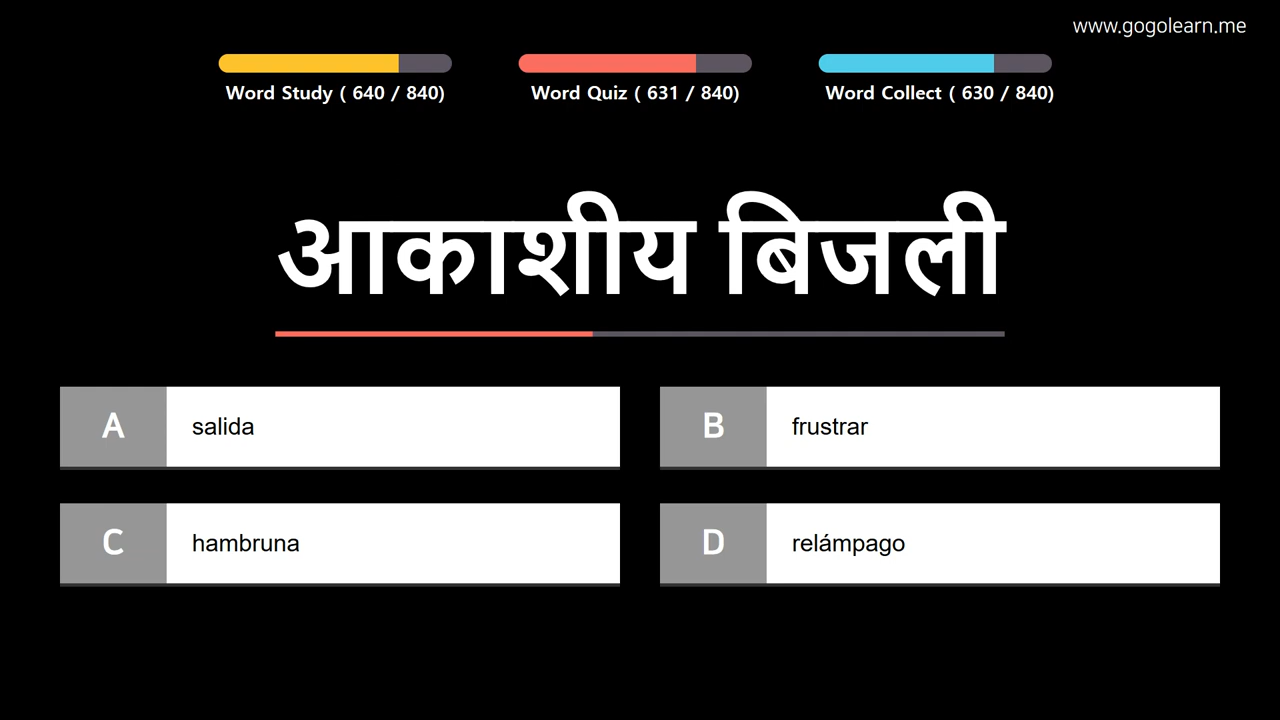 www.gogolearn.me
Word Study ( 640 / 840)
Word Quiz ( 631 / 840)
Word Collect ( 630 / 840)
आकाशीय बिजली
A
salida
B
frustrar
C
hambruna
D
relámpago